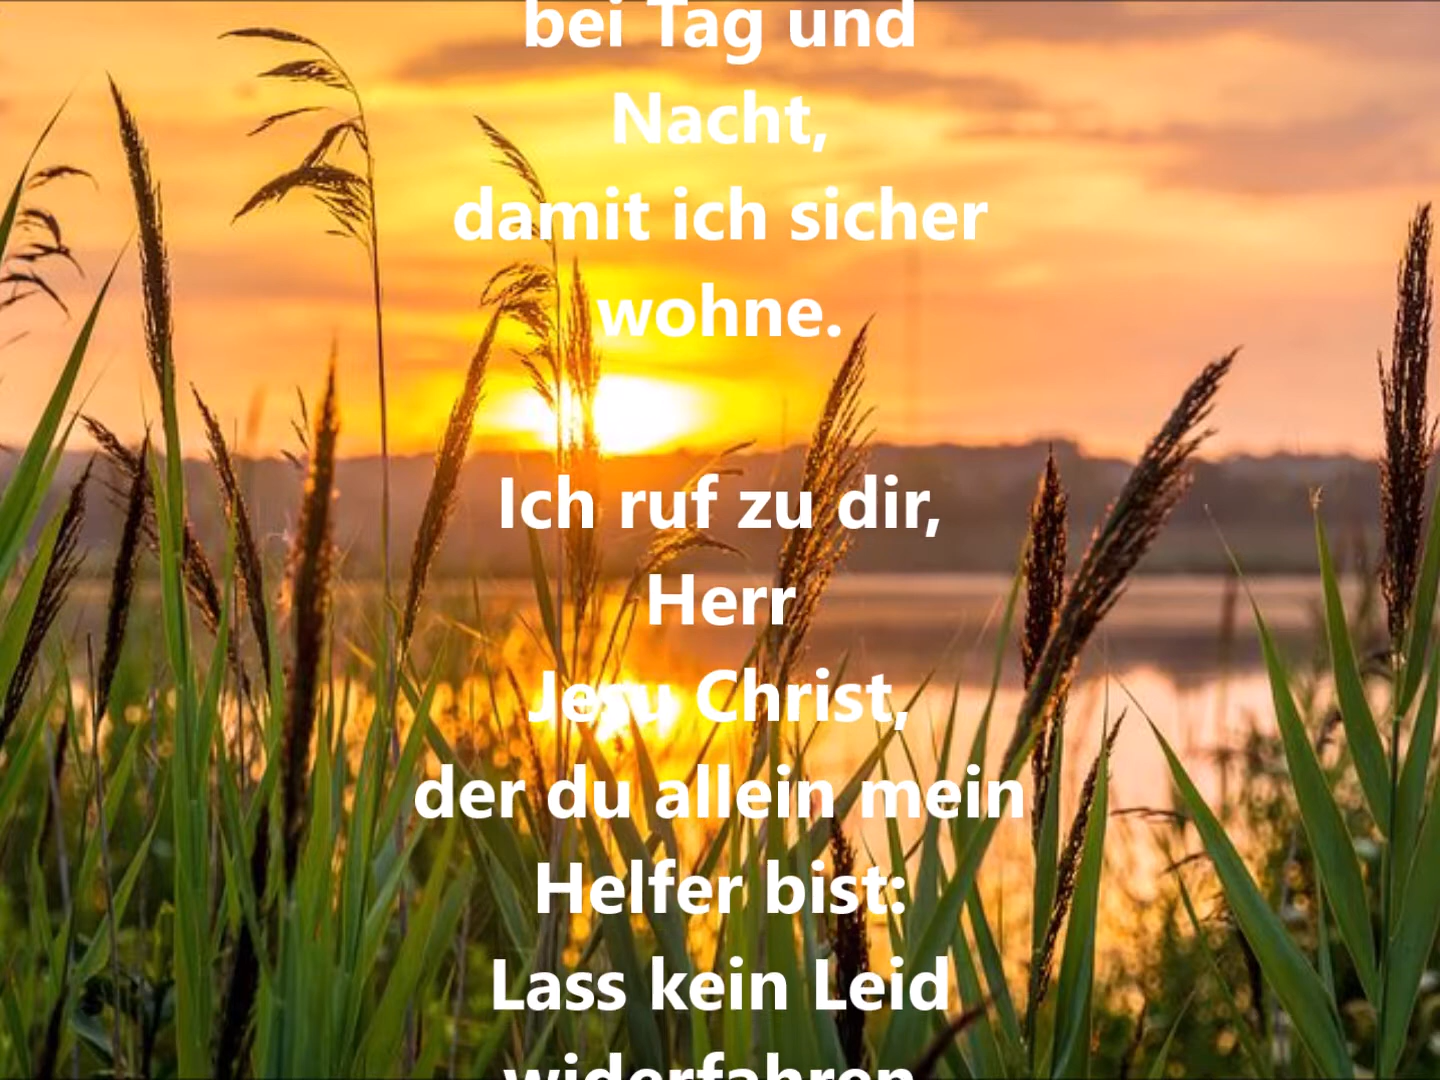 bei Tag und
Nacht,
damit ich sicher
wohne.
Ich ruf zu dir,
Herr
Jesu Christ,
der du allein mein
Helfer bist:
Lass kein Leid
widerfahren